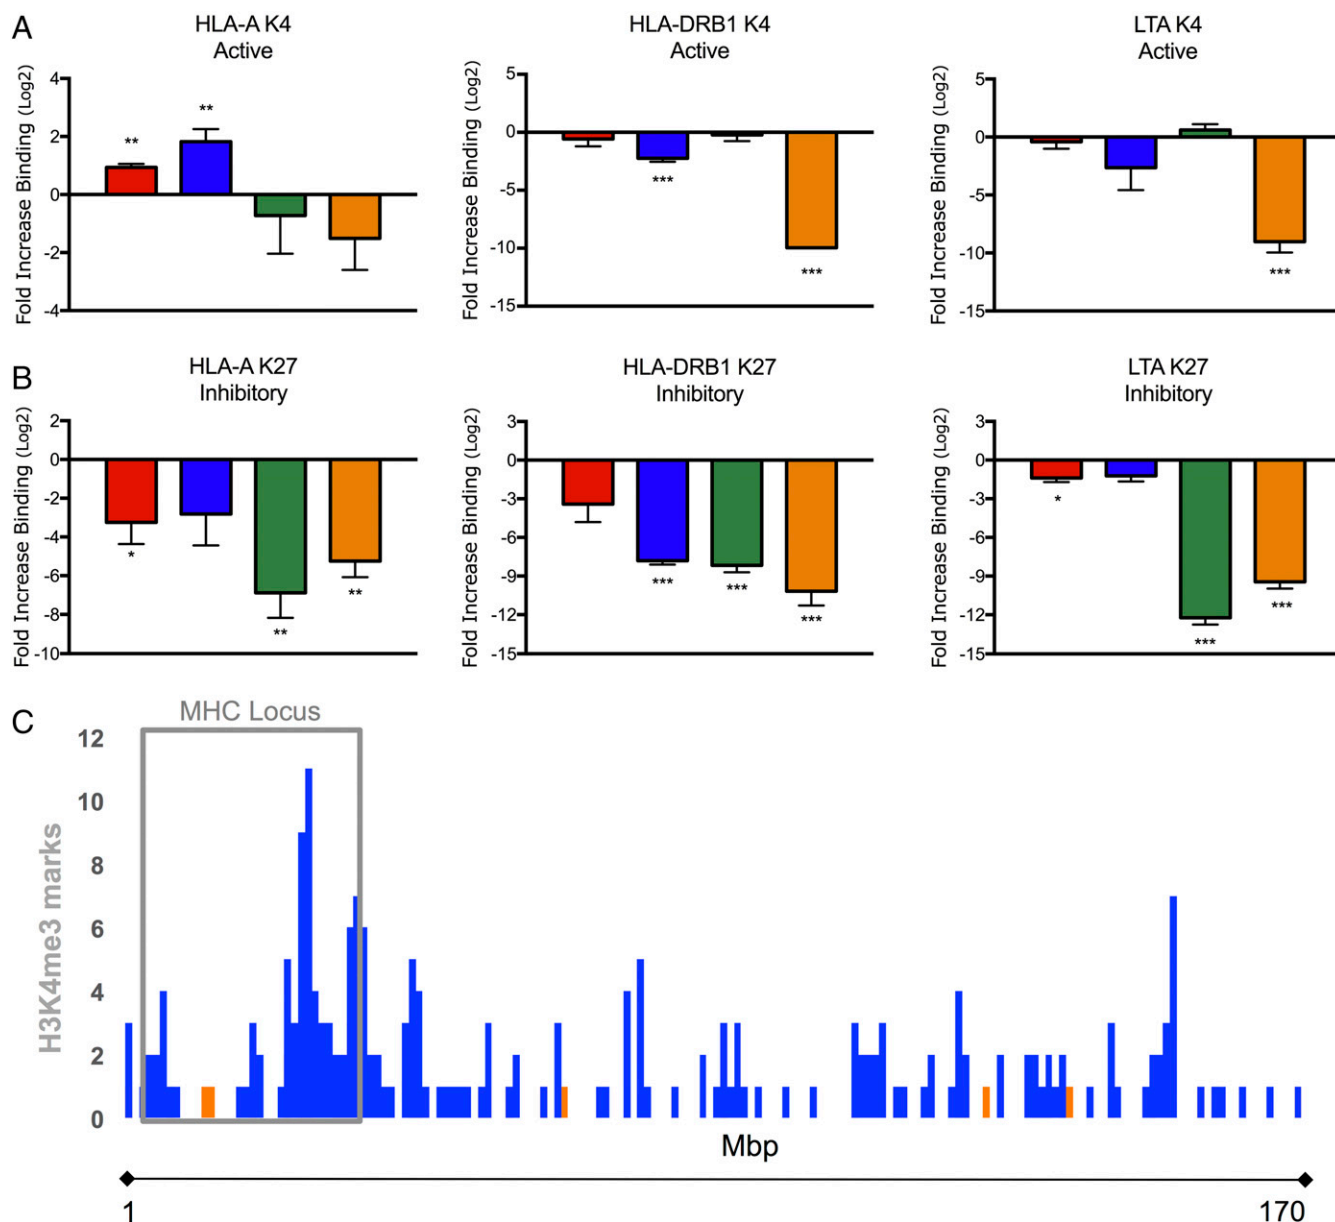 A
HLA-A K4
Active
Fold Increase Binding (Log2)
4
2
0
-2
-4
**
**
HLA-DRB1 K4
Active
Fold Increase Binding (Log2)
5
0
-5
-10
-15
***
***
LTA K4
Active
Fold Increase Binding (Log2)
5
0
-5
-10
-15
***
B
HLA-A K27
Inhibitory
Fold Increase Binding (Log2)
2
0
-2
-4
-6
-8
-10
*
**
**
HLA-DRB1 K27
Inhibitory
Fold Increase Binding (Log2)
3
0
-3
-6
-9
-12
-15
***
***
***
LTA K27
Inhibitory
Fold Increase Binding (Log2)
3
0
-3
-6
-9
-12
-15
*
***
***
C
MHC Locus
H3K4me3 marks
12
10
8
6
4
2
0
Mbp
1
170